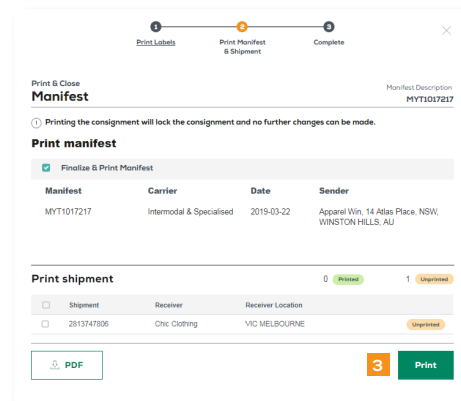 1 2 3
Print Labels Print Manifest & Shipment Complete
Print & Close
Manifest
Manifest Description
MYT1017217
Printing the consignment will lock the consignment and no further changes can be made.
Print manifest
Finalize & Print Manifest
Manifest Carrier Date Sender
MYT1017217 Intermodal & Specialised 2019-03-22 Apparel Win, 14 Atlas Place, NSW,
WINSTON HILLS, AU
Print shipment 0 Printed 1 Unprinted
Shipment Receiver Receiver Location
2813747806 Chic Clothing VIC MELBOURNE Unprinted
PDF 3 Print